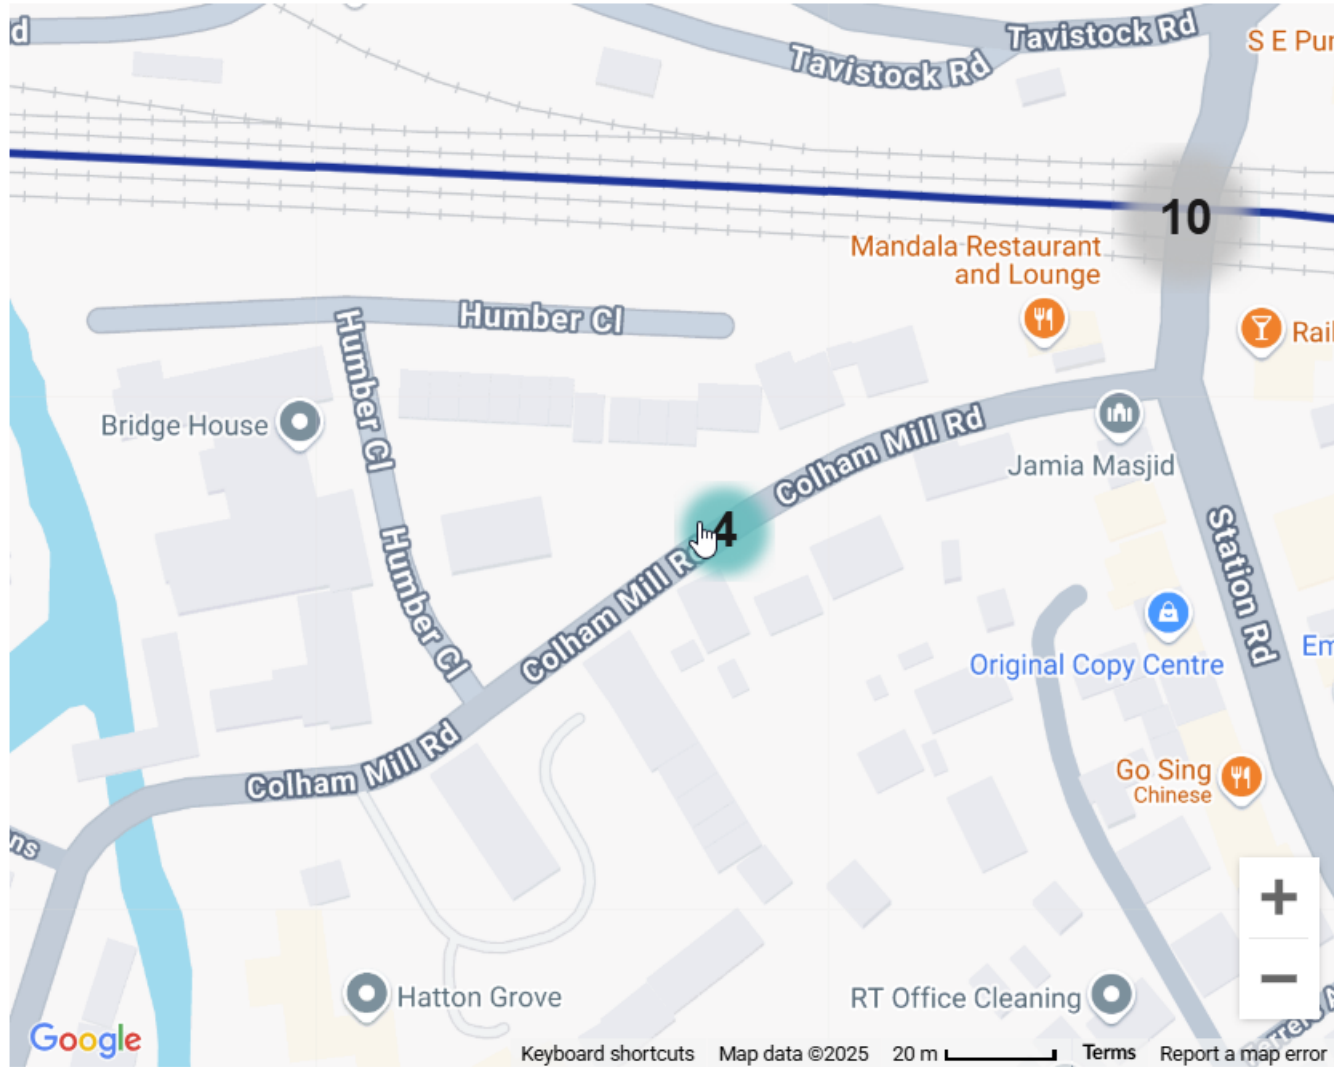 d
Tavistock Rd
Tavistock Rd
S E Pur
10
Mandala Restaurant
and Lounge
Humber Cl
Rail
Humber Cl
Bridge House
Colham Mill Rd
Jamia Masjid
4
Station Rd
Humber Cl
Colham Mill Rd
Original Copy Centre
Em
Colham Mill Rd
Go Sing
Chinese
ns
+
−
Hatton Grove
RT Office Cleaning
Google
Keyboard shortcuts Map data ©2025 20 m Terms Report a map error